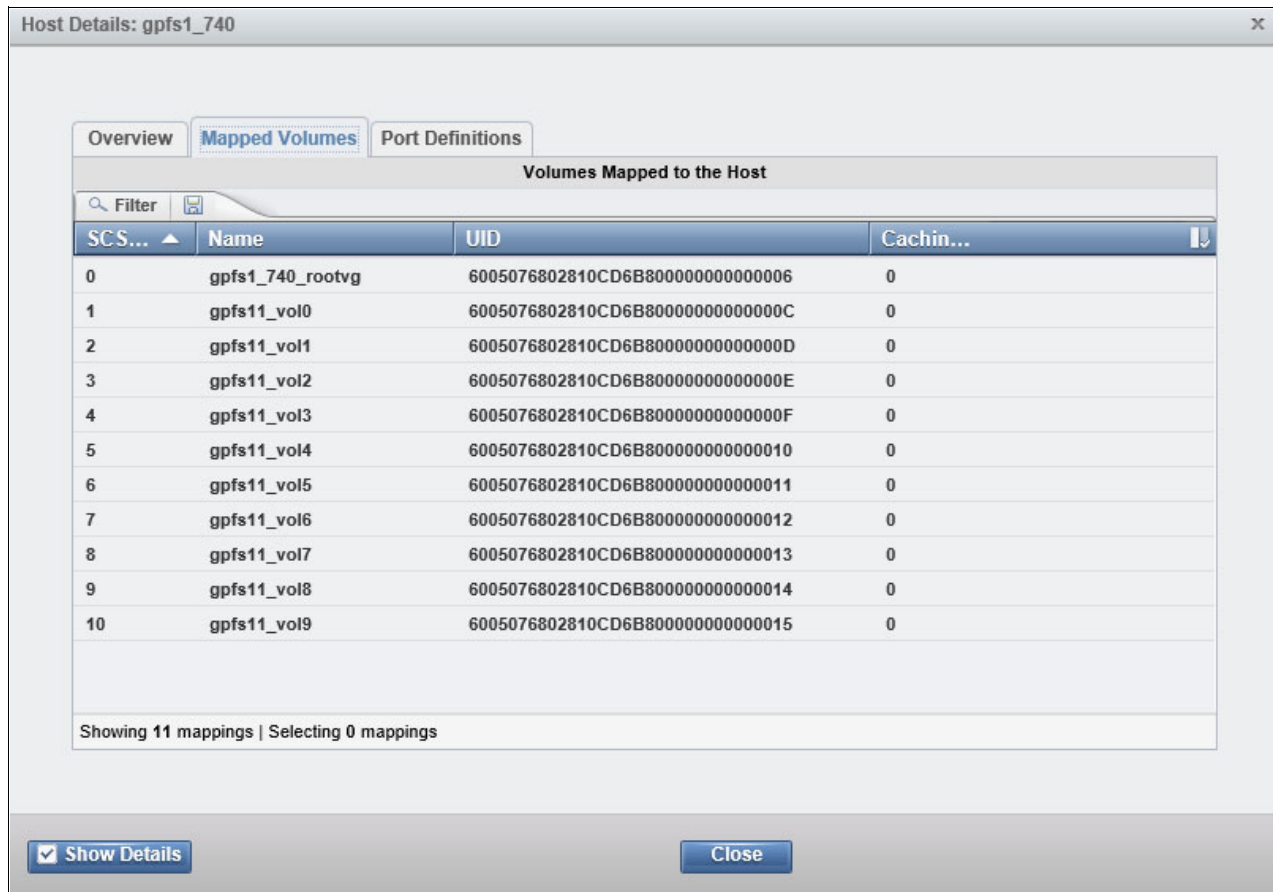 Host Details: gpfs1_740 x
Overview Mapped Volumes Port Definitions
Volumes Mapped to the Host
Filter
SCS... Name UID Cachin...
0 gpfs1_740_rootvg 6005076802810CD6B800000000000006 0
1 gpfs11_vol0 6005076802810CD6B80000000000000C 0
2 gpfs11_vol1 6005076802810CD6B80000000000000D 0
3 gpfs11_vol2 6005076802810CD6B80000000000000E 0
4 gpfs11_vol3 6005076802810CD6B80000000000000F 0
5 gpfs11_vol4 6005076802810CD6B800000000000010 0
6 gpfs11_vol5 6005076802810CD6B800000000000011 0
7 gpfs11_vol6 6005076802810CD6B800000000000012 0
8 gpfs11_vol7 6005076802810CD6B800000000000013 0
9 gpfs11_vol8 6005076802810CD6B800000000000014 0
10 gpfs11_vol9 6005076802810CD6B800000000000015 0
Showing 11 mappings | Selecting 0 mappings
Show Details Close